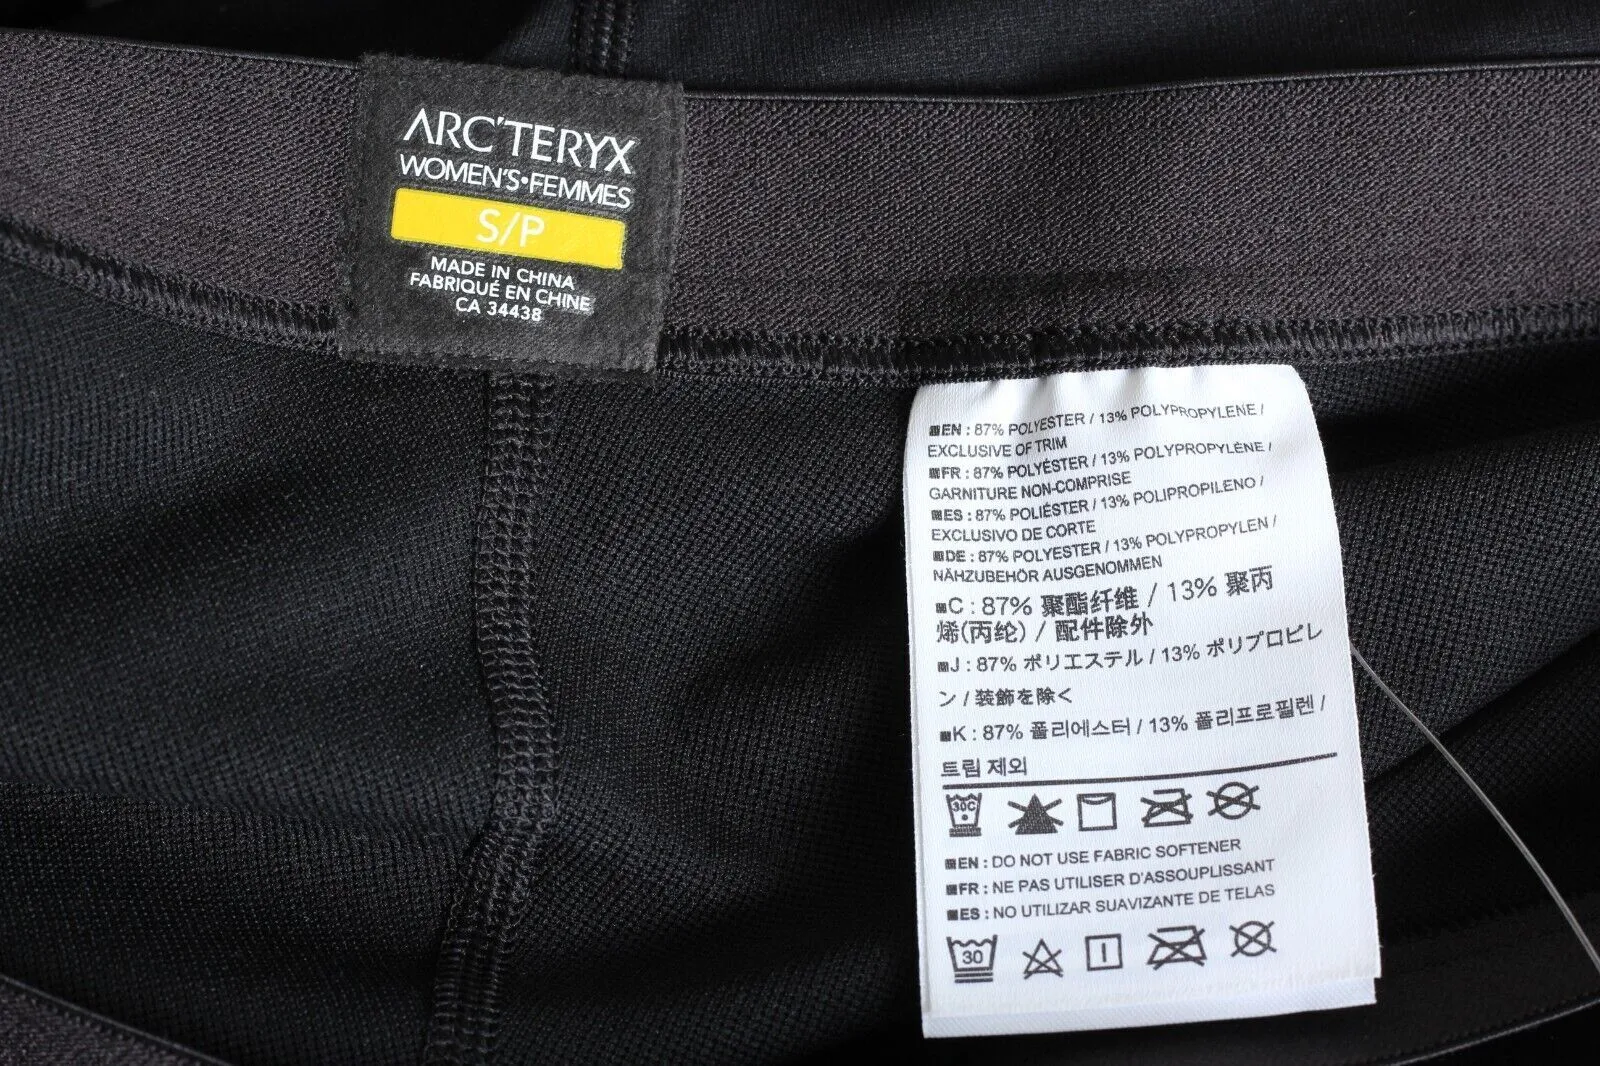 ARC'TERYX
WOMEN'S•FEMMES
S/P
MADE IN CHINA
FABRIQUÉ EN CHINE
CA 34438
EN : 87% POLYESTER / 13% POLYPROPYLENE /
EXCLUSIVE OF TRIM
FR : 87% POLYÉSTER / 13% POLYPROPYLÈNE /
GARNITURE NON-COMPRISE
ES : 87% POLIÉSTER / 13% POLIPROPILENO /
EXCLUSIVO DE CORTE
DE : 87% POLYESTER / 13% POLYPROPYLEN /
NÄHZUBEHÖR AUSGENOMMEN
C : 87% 聚酯纤维 / 13% 聚丙
烯(丙纶) / 配件除外
J : 87% ポリエステル / 13% ポリプロピレ
ン / 装飾を除く
K : 87% 폴리에스터 / 13% 폴리프로필렌 /
트림 제외
30C
EN : DO NOT USE FABRIC SOFTENER
FR : NE PAS UTILISER D'ASSOUPLISSANT
ES : NO UTILIZAR SUAVIZANTE DE TELAS
30